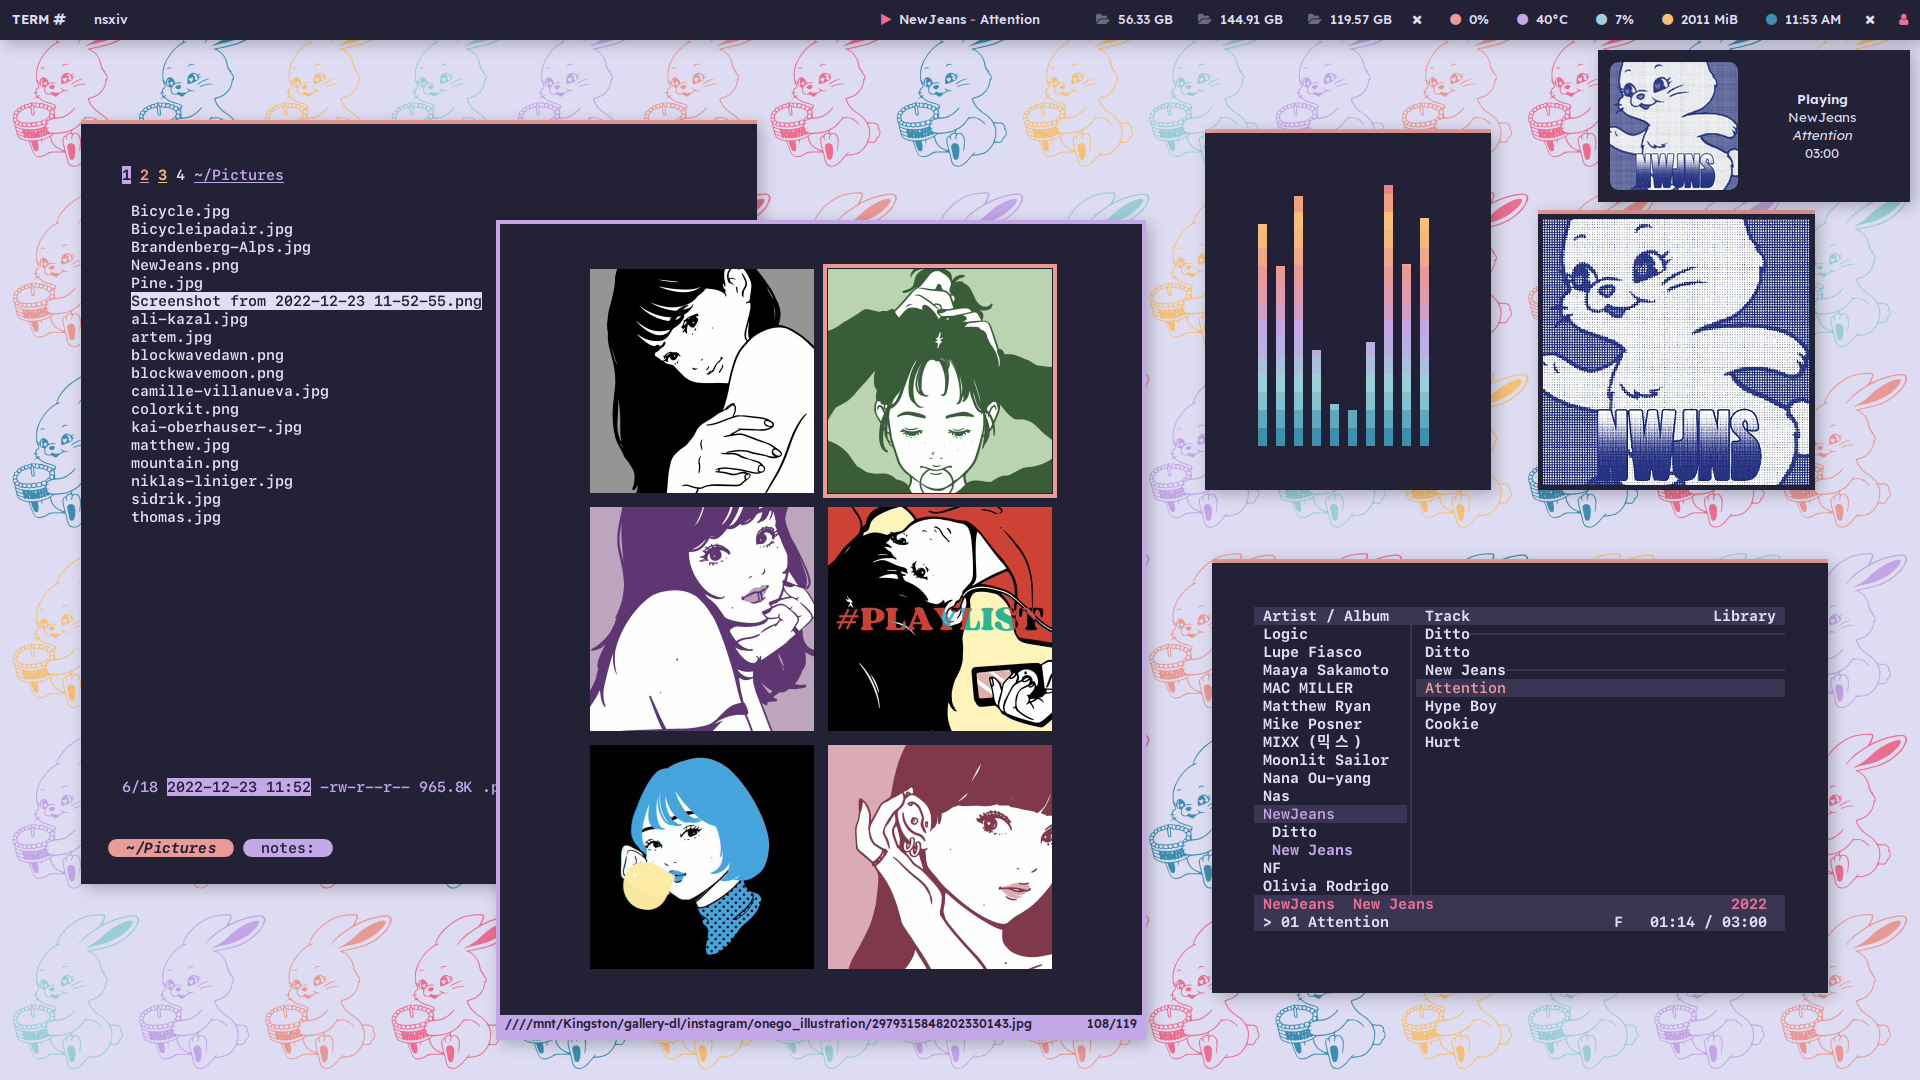 TERM # nsxiv
NewJeans - Attention
56.33 GB 144.91 GB 119.57 GB
0% 40°C 7% 2011 MiB 11:53 AM
Playing
NewJeans
Attention
03:00
NWJNS
1 2 3 4 ~/Pictures
Bicycle.jpg
Bicycleipadair.jpg
Brandenberg-Alps.jpg
NewJeans.png
Pine.jpg
Screenshot from 2022-12-23 11-52-55.png
ali-kazal.jpg
artem.jpg
blockwavedawn.png
blockwavemoon.png
camille-villanueva.jpg
colorkit.png
kai-oberhauser-.jpg
matthew.jpg
mountain.png
niklas-liniger.jpg
sidrik.jpg
thomas.jpg
6/18 2022-12-23 11:52 -rw-r--r-- 965.8K .p
~/Pictures notes:
#PLAYLIST
////mnt/Kingston/gallery-dl/instagram/onego_illustration/2979315848202330143.jpg 108/119
NWJNS
Artist / Album Track Library
Logic Ditto
Lupe Fiasco Ditto
Maaya Sakamoto New Jeans
MAC MILLER Attention
Matthew Ryan Hype Boy
Mike Posner Cookie
MIXX (믹스) Hurt
Moonlit Sailor
Nana Ou-yang
Nas
NewJeans
Ditto
New Jeans
NF
Olivia Rodrigo
NewJeans New Jeans 2022
> 01 Attention F 01:14 / 03:00